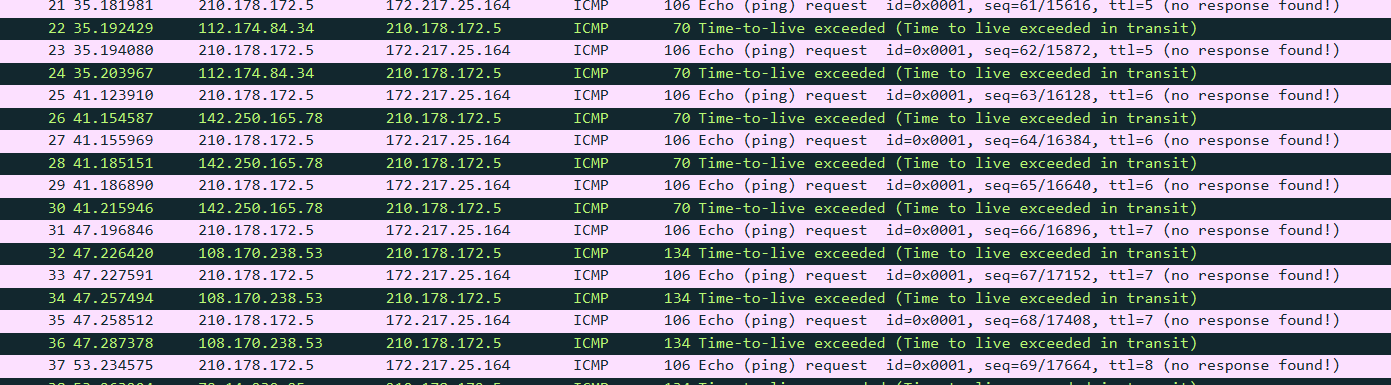 21 35.181981 210.178.172.5 172.217.25.164 ICMP 106 Echo (ping) request id=0x0001, seq=61/15616, ttl=5 (no response found!)
22 35.192429 112.174.84.34 210.178.172.5 ICMP 70 Time-to-live exceeded (Time to live exceeded in transit)
23 35.194080 210.178.172.5 172.217.25.164 ICMP 106 Echo (ping) request id=0x0001, seq=62/15872, ttl=5 (no response found!)
24 35.203967 112.174.84.34 210.178.172.5 ICMP 70 Time-to-live exceeded (Time to live exceeded in transit)
25 41.123910 210.178.172.5 172.217.25.164 ICMP 106 Echo (ping) request id=0x0001, seq=63/16128, ttl=6 (no response found!)
26 41.154587 142.250.165.78 210.178.172.5 ICMP 70 Time-to-live exceeded (Time to live exceeded in transit)
27 41.155969 210.178.172.5 172.217.25.164 ICMP 106 Echo (ping) request id=0x0001, seq=64/16384, ttl=6 (no response found!)
28 41.185151 142.250.165.78 210.178.172.5 ICMP 70 Time-to-live exceeded (Time to live exceeded in transit)
29 41.186890 210.178.172.5 172.217.25.164 ICMP 106 Echo (ping) request id=0x0001, seq=65/16640, ttl=6 (no response found!)
30 41.215946 142.250.165.78 210.178.172.5 ICMP 70 Time-to-live exceeded (Time to live exceeded in transit)
31 47.196846 210.178.172.5 172.217.25.164 ICMP 106 Echo (ping) request id=0x0001, seq=66/16896, ttl=7 (no response found!)
32 47.226420 108.170.238.53 210.178.172.5 ICMP 134 Time-to-live exceeded (Time to live exceeded in transit)
33 47.227591 210.178.172.5 172.217.25.164 ICMP 106 Echo (ping) request id=0x0001, seq=67/17152, ttl=7 (no response found!)
34 47.257494 108.170.238.53 210.178.172.5 ICMP 134 Time-to-live exceeded (Time to live exceeded in transit)
35 47.258512 210.178.172.5 172.217.25.164 ICMP 106 Echo (ping) request id=0x0001, seq=68/17408, ttl=7 (no response found!)
36 47.287378 108.170.238.53 210.178.172.5 ICMP 134 Time-to-live exceeded (Time to live exceeded in transit)
37 53.234575 210.178.172.5 172.217.25.164 ICMP 106 Echo (ping) request id=0x0001, seq=69/17664, ttl=8 (no response found!)